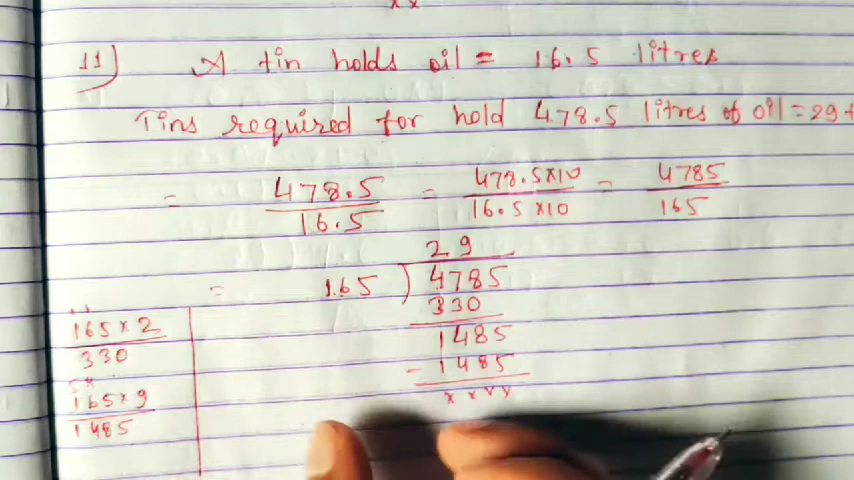 11) A tin holds oil = 16.5 litres
Tins required for hold 478.5 litres of oil = 29 t
= 478.5 / 16.5 = 478.5×10 / 16.5×10 = 4785 / 165
29
= 165 ) 4785
330
1485
- 1485
x x x x
165×2
330
165×9
1485